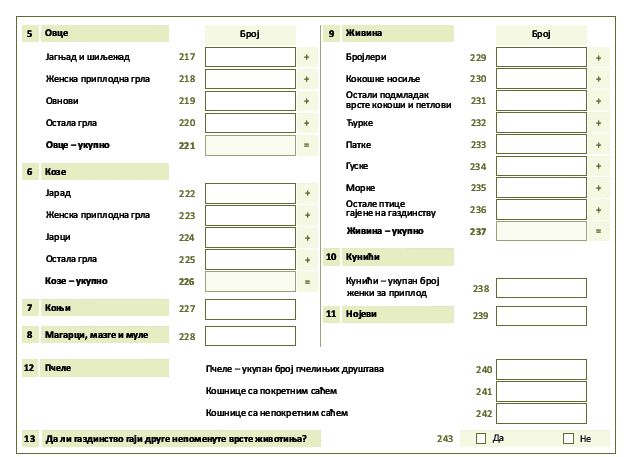 5 Овце Број
Јагњад и шиљежад 217 +
Женска приплодна грла 218 +
Овнови 219 +
Остала грла 220 +
Овце – укупно 221 =
6 Козе
Јарад 222 +
Женска приплодна грла 223 +
Јарци 224 +
Остала грла 225 +
Козе – укупно 226 =
7 Коњи 227
8 Магарци, мазге и муле 228
9 Живина Број
Бројлери 229 +
Кокошке носиље 230 +
Остали подмладак
врсте кокоши и петлови 231 +
Ћурке 232 +
Патке 233 +
Гуске 234 +
Морке 235 +
Остале птице
гајене на газдинству 236 +
Живина – укупно 237 =
10 Кунићи
Кунићи – укупан број
женки за приплод 238
11 Нојеви 239
12 Пчеле Пчеле – укупан број пчелињих друштава 240
Кошнице са покретним саћем 241
Кошнице са непокретним саћем 242
13 Да ли газдинство гаји друге непоменуте врсте животиња? 243 Да Не